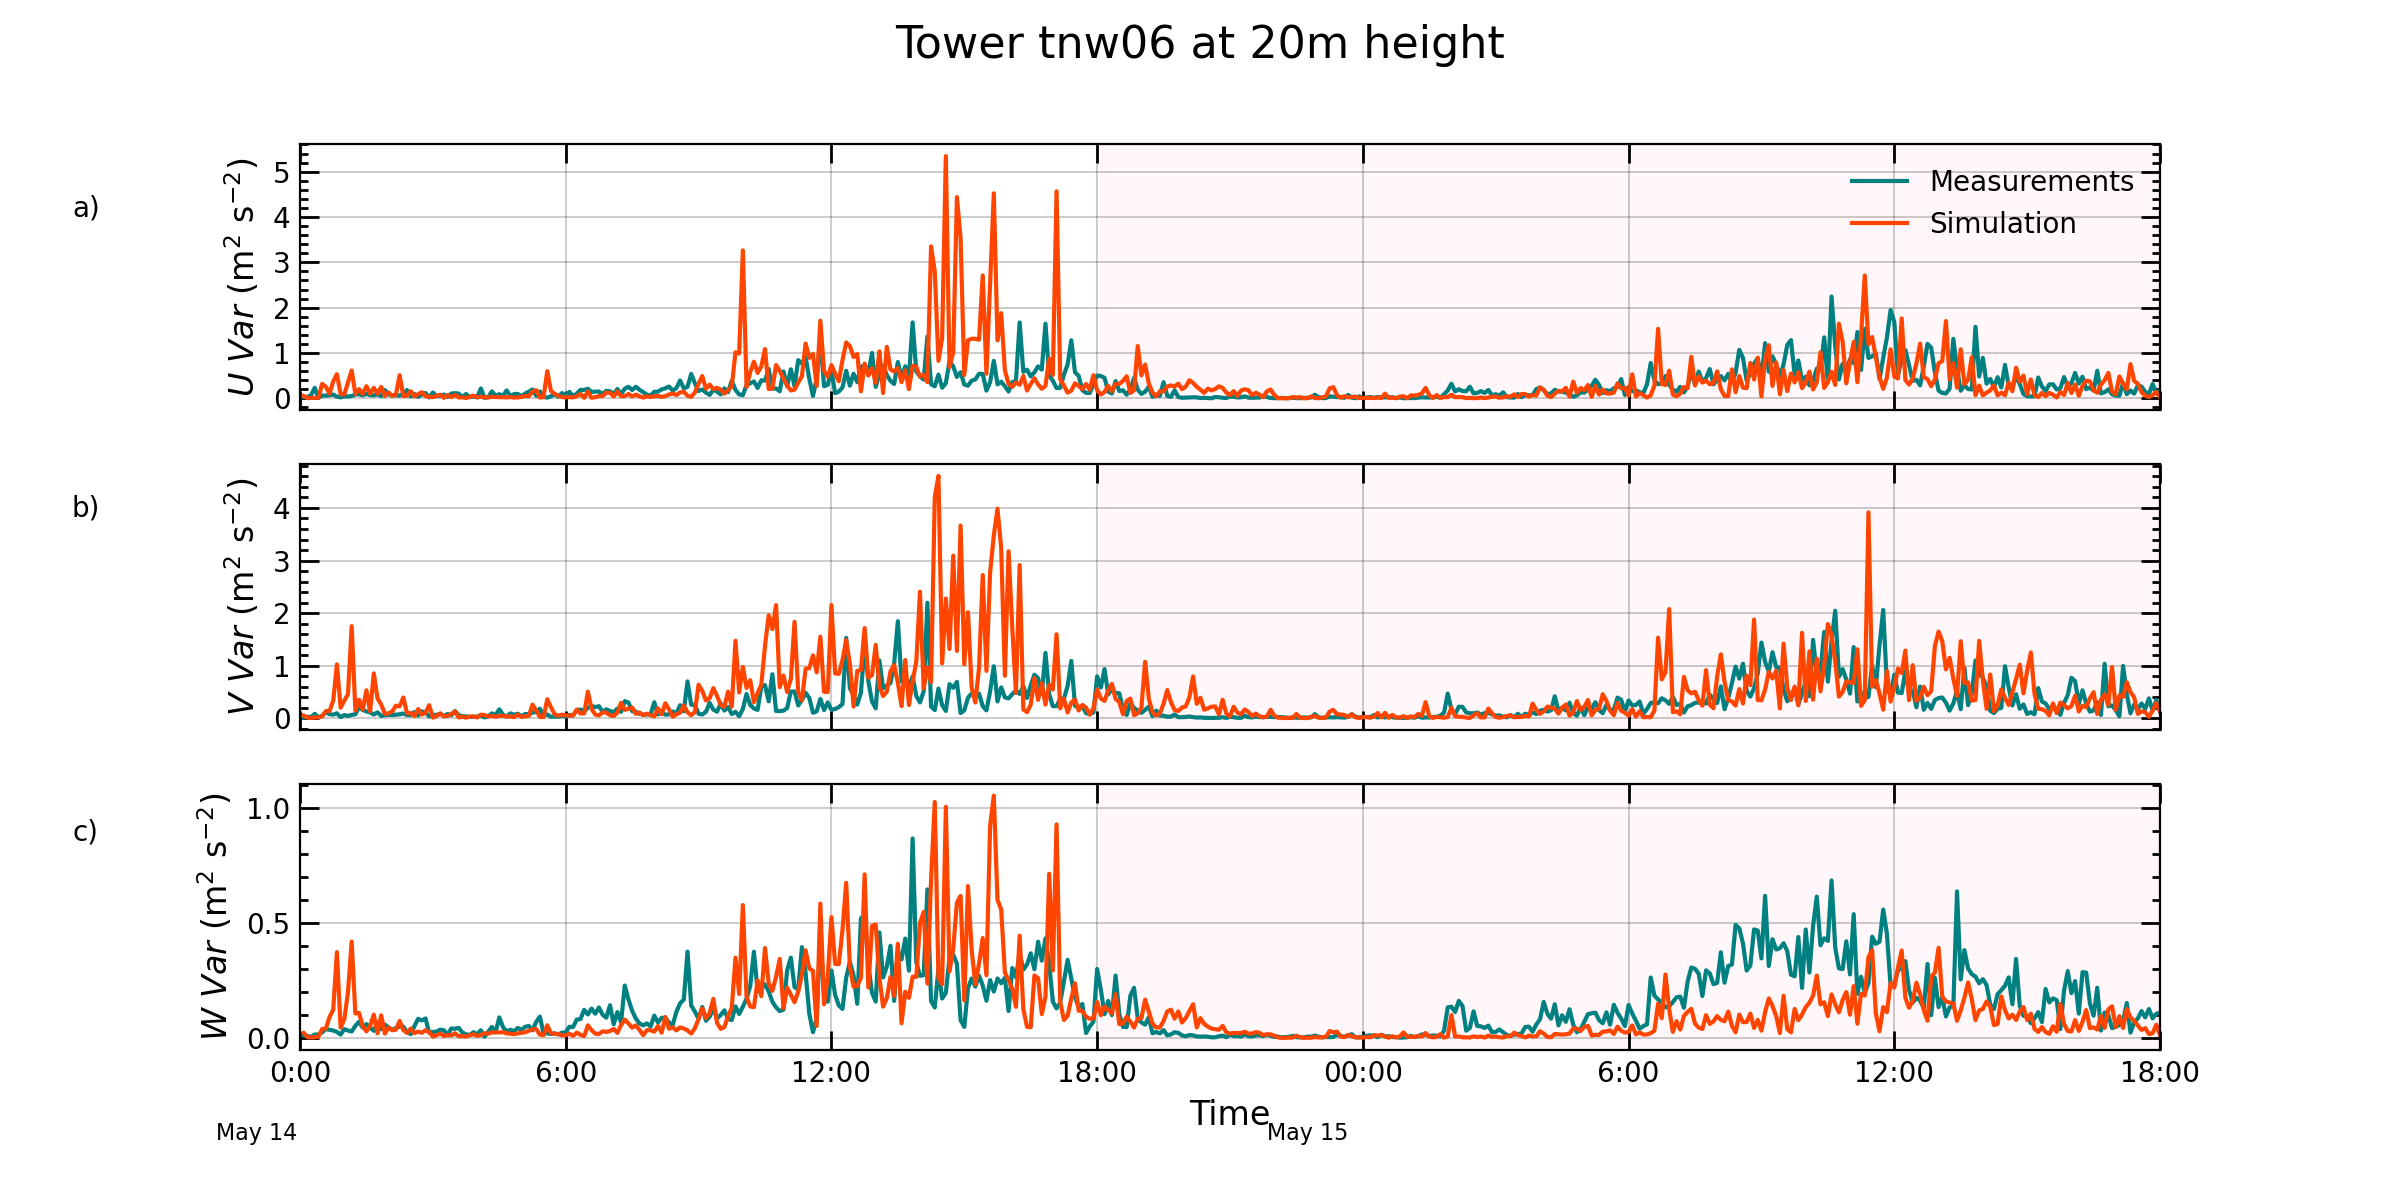 Tower tnw06 at 20m height
a)
U Var (m² s⁻²)
5
4
3
2
1
0
Measurements
Simulation
b)
V Var (m² s⁻²)
4
3
2
1
0
c)
W Var (m² s⁻²)
1.0
0.5
0.0
0:00 6:00 12:00 18:00 00:00 6:00 12:00 18:00
Time
May 14 May 15